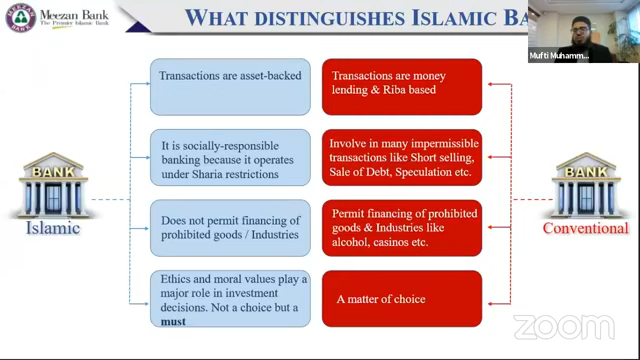 MEEZAN BANK
Meezan Bank
The Premier Islamic Bank
WHAT DISTINGUISHES ISLAMIC BA
Mufti Muhamm...
Transactions are asset-backed
It is socially-responsible
banking because it operates
under Sharia restrictions
Does not permit financing of
prohibited goods / Industries
Ethics and moral values play a
major role in investment
decisions. Not a choice but a
must
Transactions are money
lending & Riba based
Involve in many impermissible
transactions like Short selling,
Sale of Debt, Speculation etc.
Permit financing of prohibited
goods & Industries like
alcohol, casinos etc.
A matter of choice
BANK
Islamic
BANK
Conventional
zoom